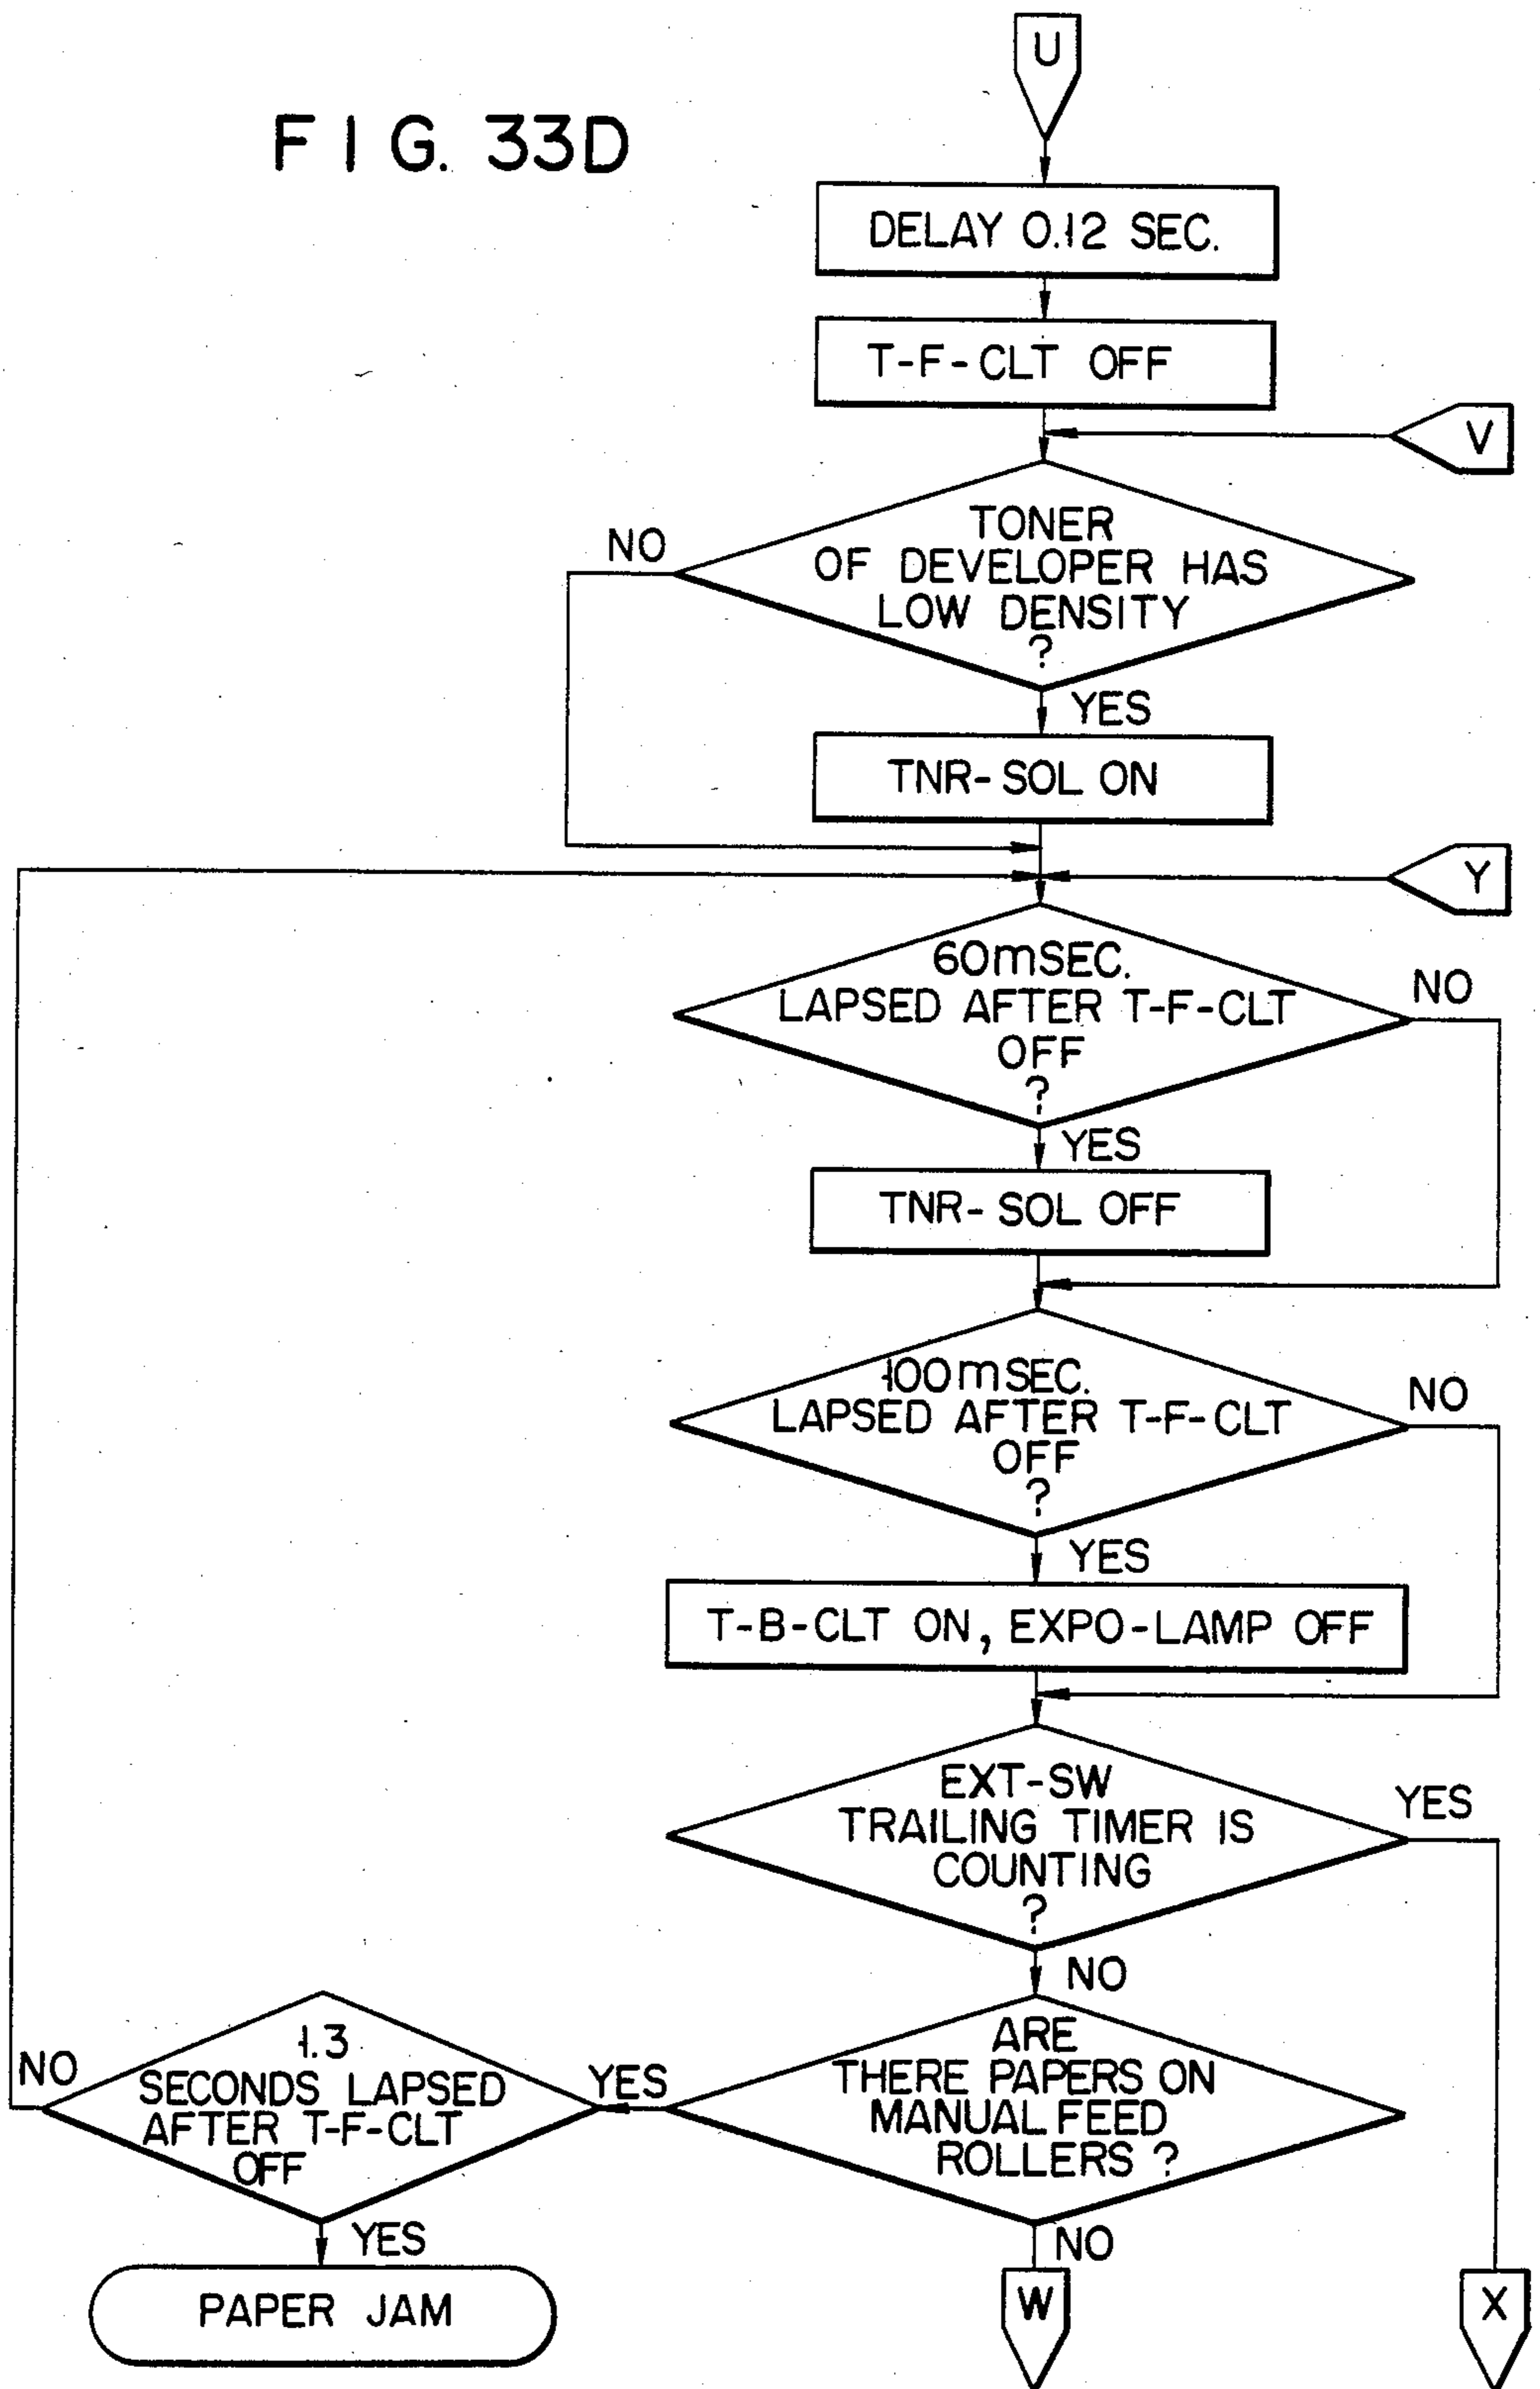 U
FIG. 33D
DELAY 0.12 SEC.
T-F-CLT OFF
V
TONER
OF DEVELOPER HAS
LOW DENSITY
?
NO
YES
TNR-SOL ON
Y
60mSEC.
LAPSED AFTER T-F-CLT
OFF
?
NO
YES
TNR-SOL OFF
100mSEC.
LAPSED AFTER T-F-CLT
OFF
?
NO
YES
T-B-CLT ON, EXPO-LAMP OFF
EXT-SW
TRAILING TIMER IS
COUNTING
?
YES
NO
ARE
THERE PAPERS ON
MANUAL FEED
ROLLERS ?
YES
NO
1.3
SECONDS LAPSED
AFTER T-F-CLT
OFF
NO
YES
PAPER JAM
W
X